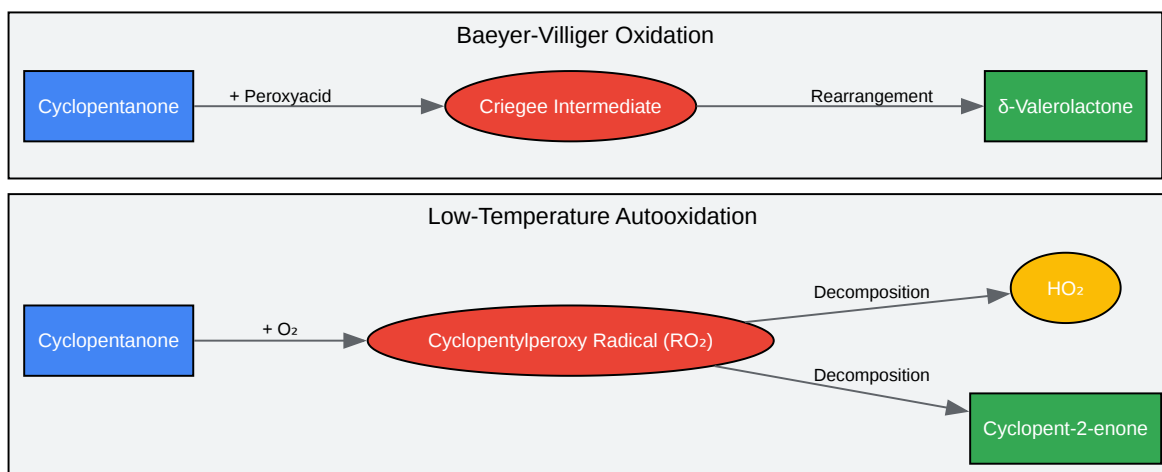 Baeyer-Villiger Oxidation
Cyclopentanone
+ Peroxyacid
Criegee Intermediate
Rearrangement
δ-Valerolactone
Low-Temperature Autooxidation
Cyclopentanone
+ O₂
Cyclopentylperoxy Radical (RO₂)
Decomposition
HO₂
Decomposition
Cyclopent-2-enone